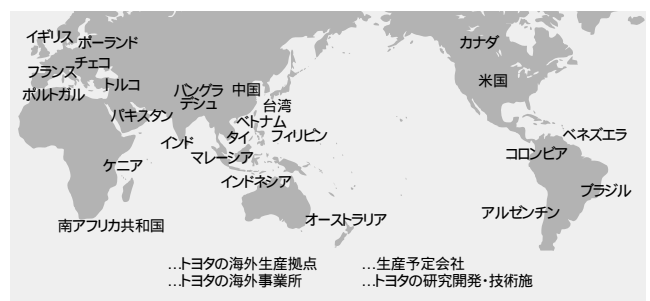 イギリス
ポーランド
チェコ
フランス
トルコ
ポルトガル
バングラ
デシュ
中国
台湾
パキスタン
ベトナム
タイ
フィリピン
インド
マレーシア
ケニア
インドネシア
南アフリカ共和国
オーストラリア
カナダ
米国
ベネズエラ
コロンビア
ブラジル
アルゼンチン
…トヨタの海外生産拠点
…生産予定会社
…トヨタの海外事業所
…トヨタの研究開発・技術施